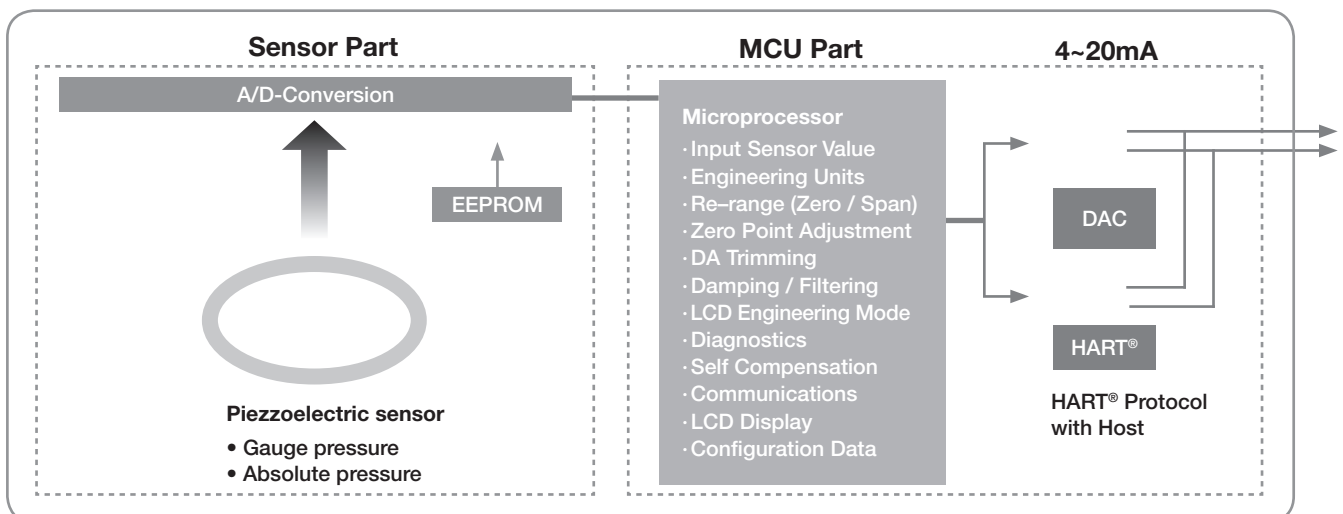 Sensor Part
A/D-Conversion
EEPROM
Piezzoelectric sensor
• Gauge pressure
• Absolute pressure
MCU Part
Microprocessor
· Input Sensor Value
· Engineering Units
· Re–range (Zero / Span)
· Zero Point Adjustment
· DA Trimming
· Damping / Filtering
· LCD Engineering Mode
· Diagnostics
· Self Compensation
· Communications
· LCD Display
· Configuration Data
4~20mA
DAC
HART®
HART® Protocol
with Host